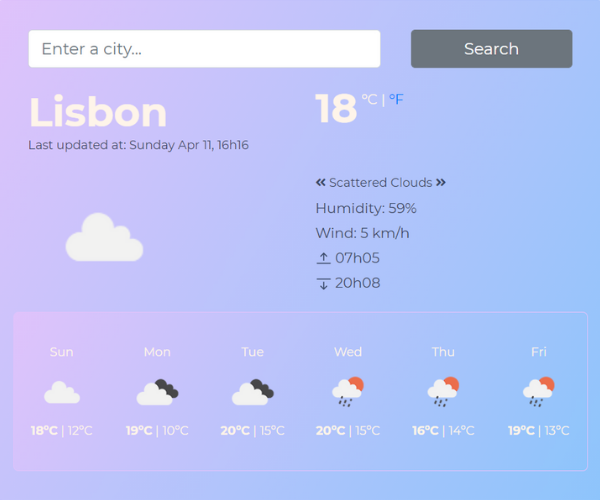 Enter a city...
Search
Lisbon
18 °C | °F
Last updated at: Sunday Apr 11, 16h16
« Scattered Clouds »
Humidity: 59%
Wind: 5 km/h
07h05
20h08
Sun Mon Tue Wed Thu Fri
18°C | 12°C 19°C | 10°C 20°C | 15°C 20°C | 15°C 16°C | 14°C 19°C | 13°C